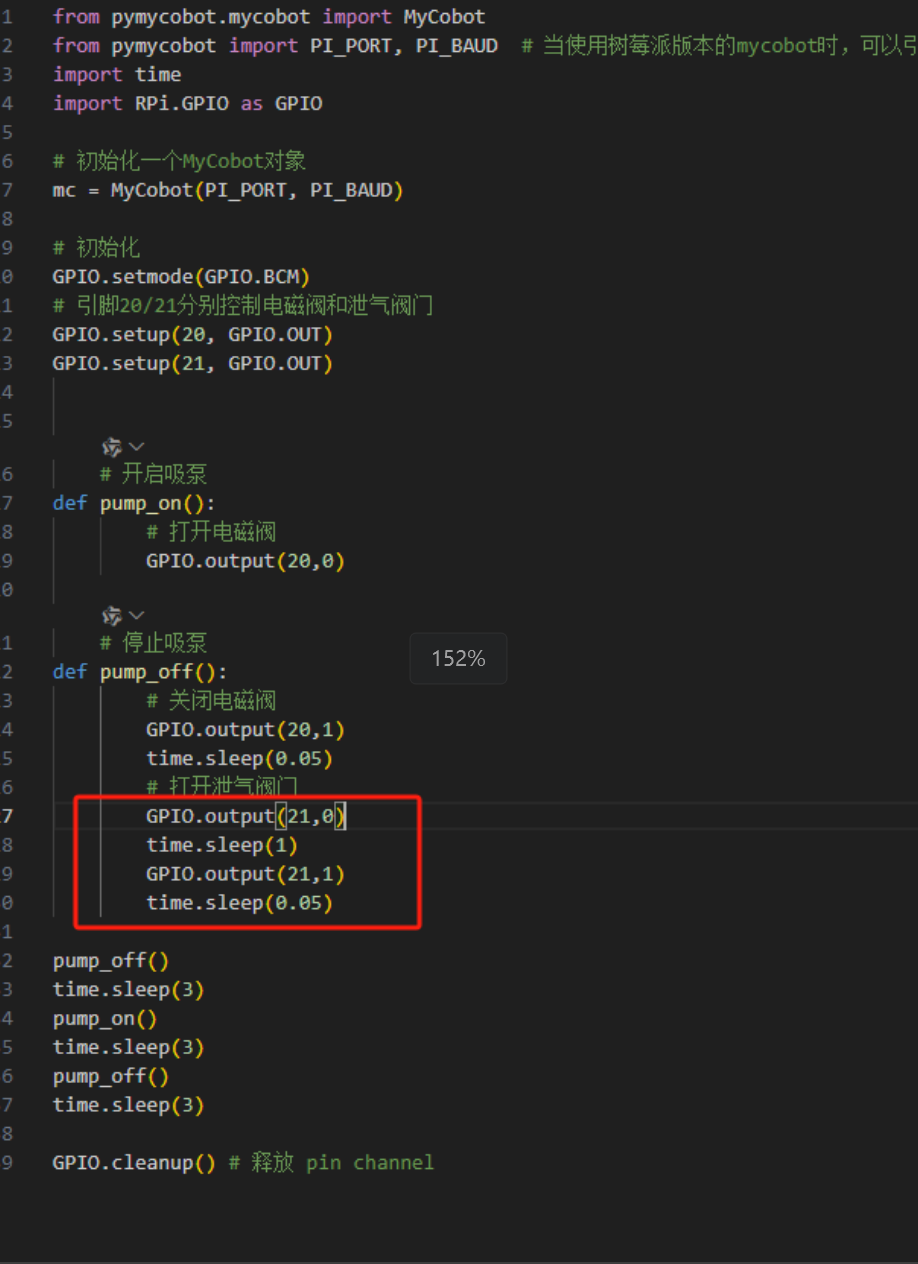 1 from pymycobot.mycobot import MyCobot
2 from pymycobot import PI_PORT, PI_BAUD # 当使用树莓派版本的mycobot时，可以引
3 import time
4 import RPi.GPIO as GPIO
5
6 # 初始化一个MyCobot对象
7 mc = MyCobot(PI_PORT, PI_BAUD)
8
9 # 初始化
0 GPIO.setmode(GPIO.BCM)
1 # 引脚20/21分别控制电磁阀和泄气阀门
2 GPIO.setup(20, GPIO.OUT)
3 GPIO.setup(21, GPIO.OUT)
4
5
6 # 开启吸泵
7 def pump_on():
8 # 打开电磁阀
9 GPIO.output(20,0)
0
1 # 停止吸泵
2 def pump_off():
152%
3 # 关闭电磁阀
4 GPIO.output(20,1)
5 time.sleep(0.05)
6 # 打开泄气阀门
7 GPIO.output(21,0)
8 time.sleep(1)
9 GPIO.output(21,1)
0 time.sleep(0.05)
1
2 pump_off()
3 time.sleep(3)
4 pump_on()
5 time.sleep(3)
6 pump_off()
7 time.sleep(3)
8
9 GPIO.cleanup() # 释放 pin channel